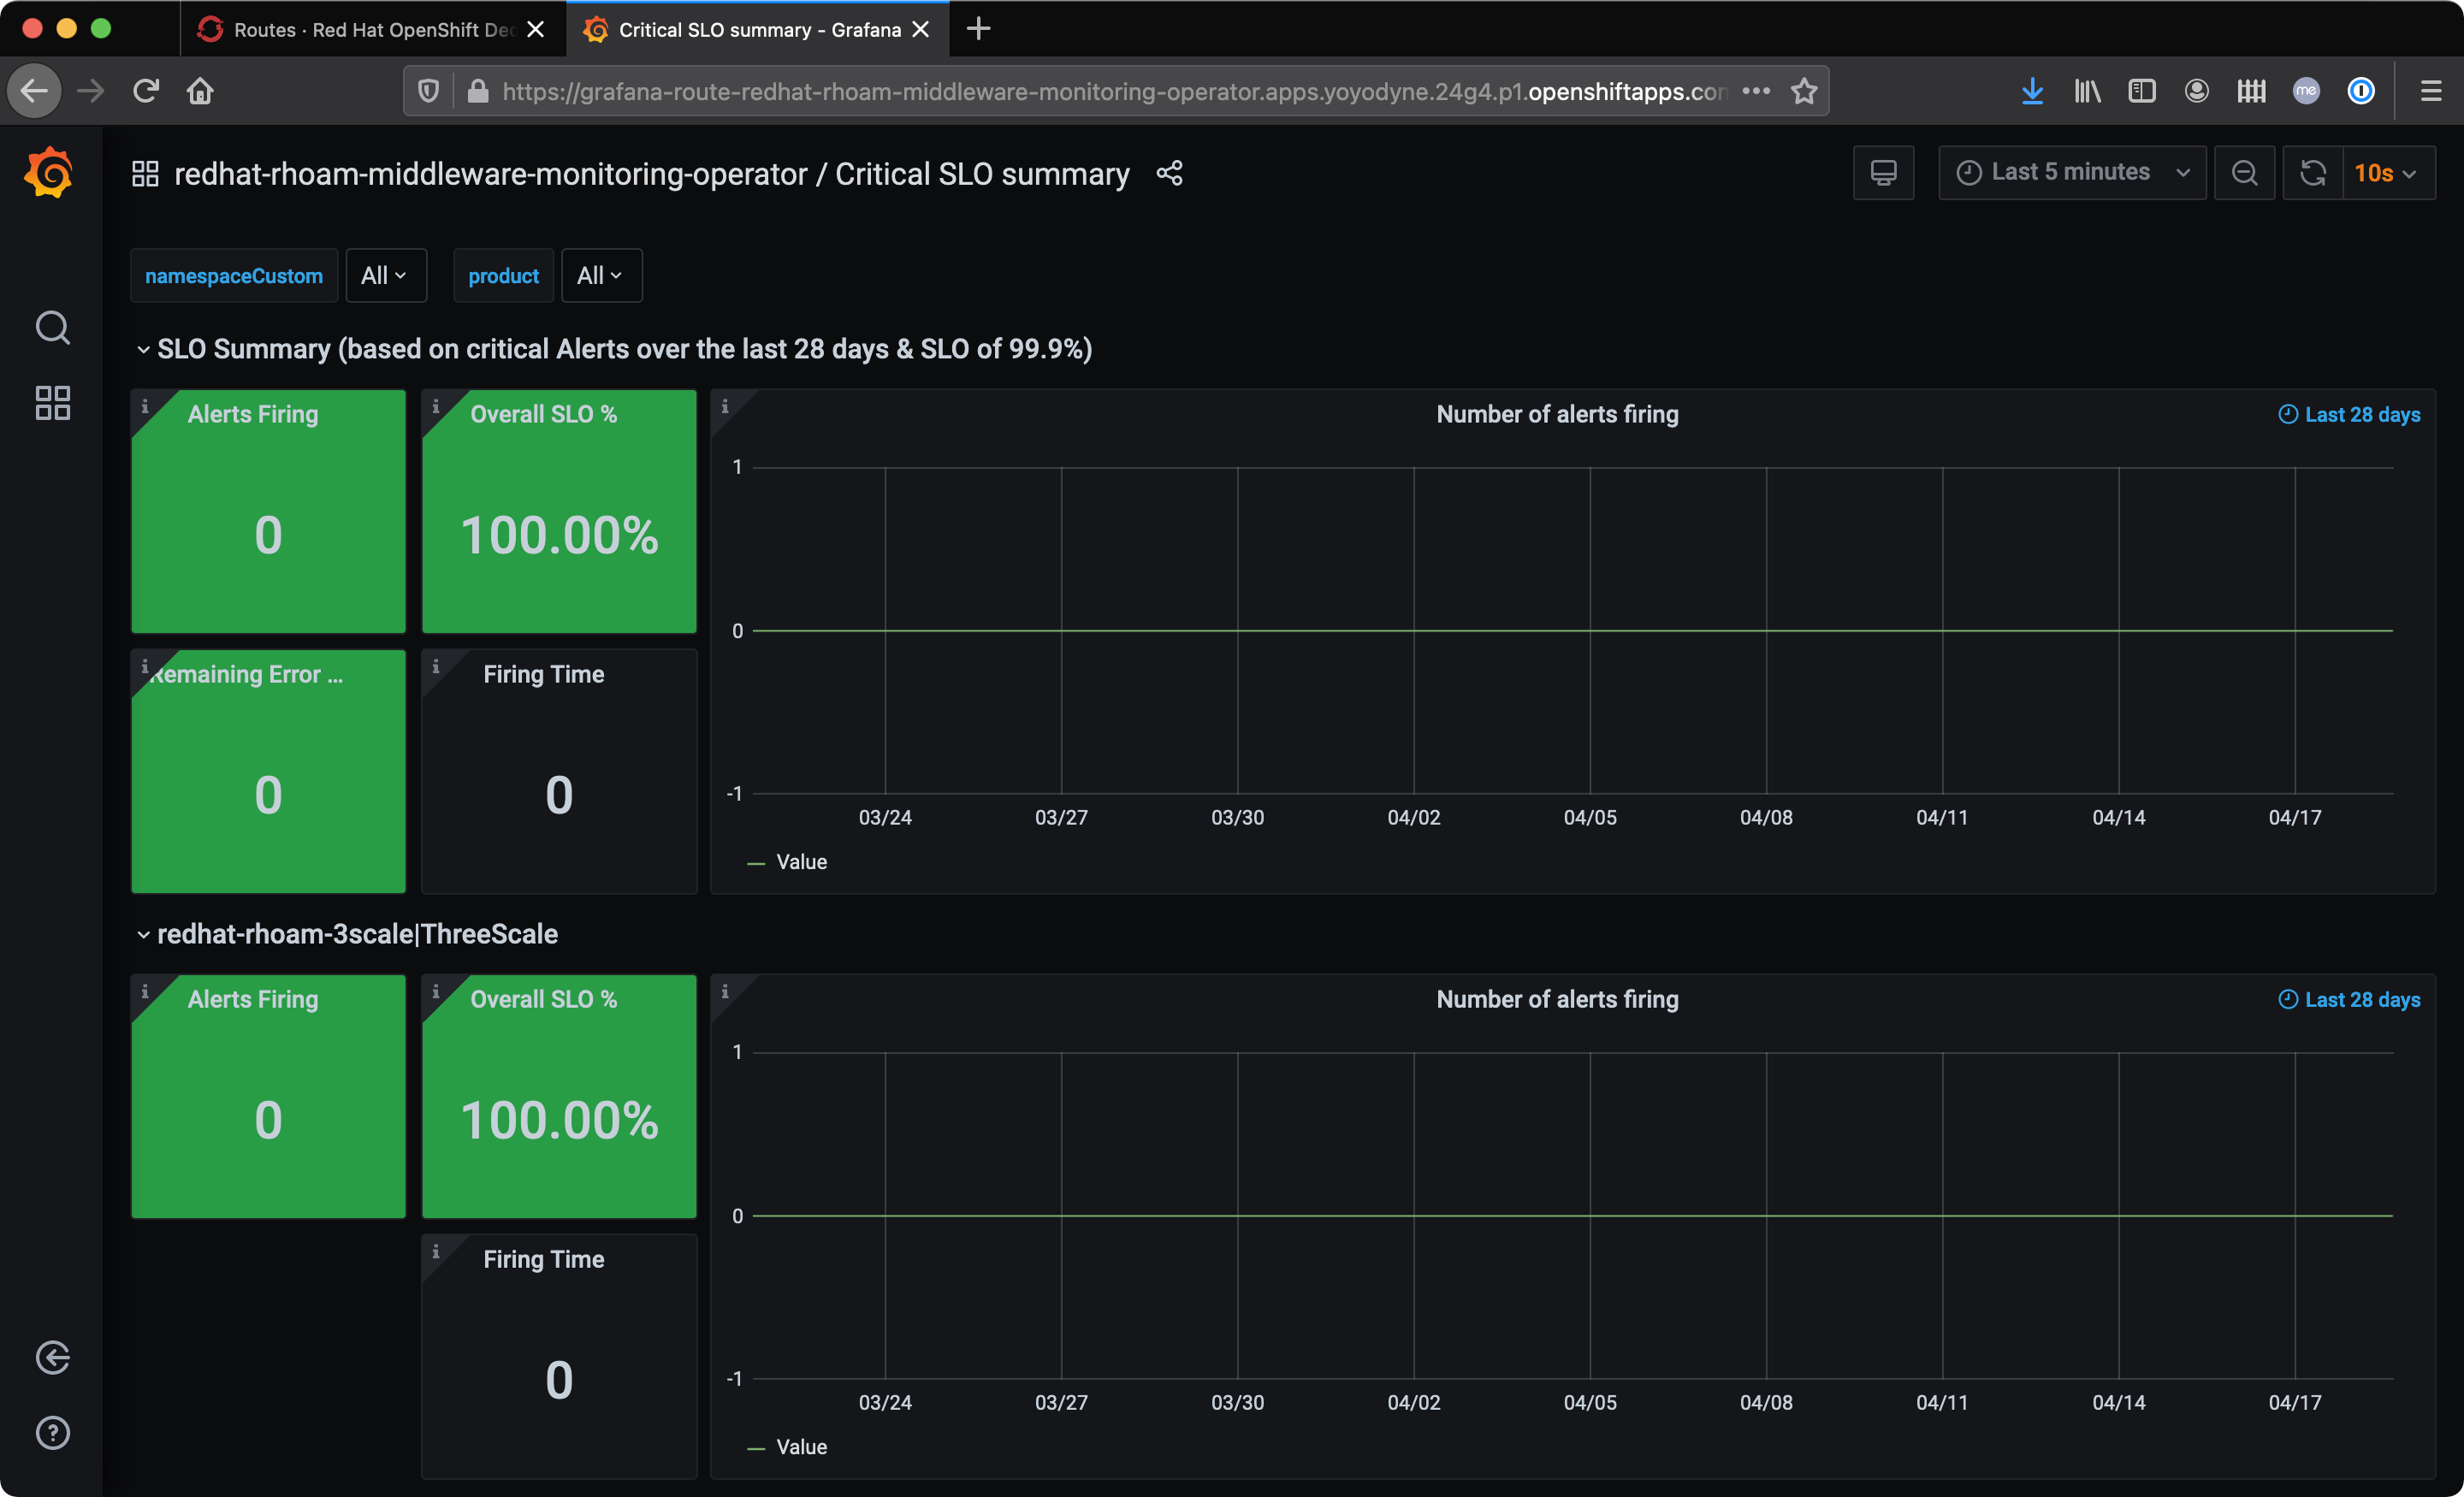 Routes · Red Hat OpenShift Dec
Critical SLO summary - Grafana
https://grafana-route-redhat-rhoam-middleware-monitoring-operator.apps.yoyodyne.24g4.p1.openshiftapps.con
me
redhat-rhoam-middleware-monitoring-operator / Critical SLO summary
Last 5 minutes
10s
namespaceCustom
All
product
All
SLO Summary (based on critical Alerts over the last 28 days & SLO of 99.9%)
Alerts Firing
0
Overall SLO %
100.00%
Remaining Error ...
0
Firing Time
0
Number of alerts firing
Last 28 days
1
0
-1
03/24 03/27 03/30 04/02 04/05 04/08 04/11 04/14 04/17
Value
redhat-rhoam-3scale|ThreeScale
Alerts Firing
0
Overall SLO %
100.00%
Firing Time
0
Number of alerts firing
Last 28 days
1
0
-1
03/24 03/27 03/30 04/02 04/05 04/08 04/11 04/14 04/17
Value